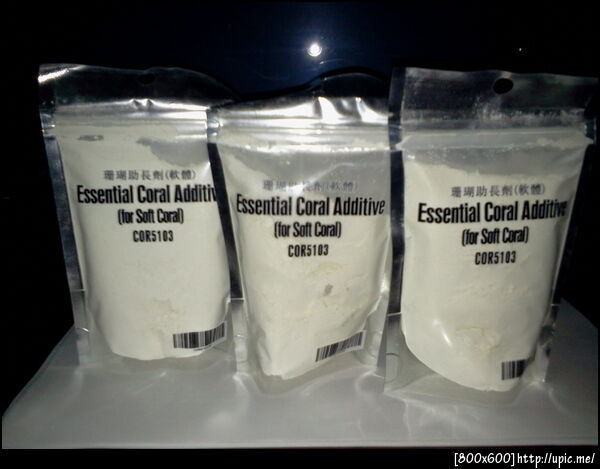 珊瑚助長劑(軟體)
Essential Coral Additiv
(for Soft Coral)
COR5103
珊瑚助長劑(軟體)
Essential Coral Additive
(for Soft Coral)
COR5103
珊瑚助長劑(軟體)
Essential Coral Additive
(for Soft Coral)
COR5103
[800x600]http://upic.me/